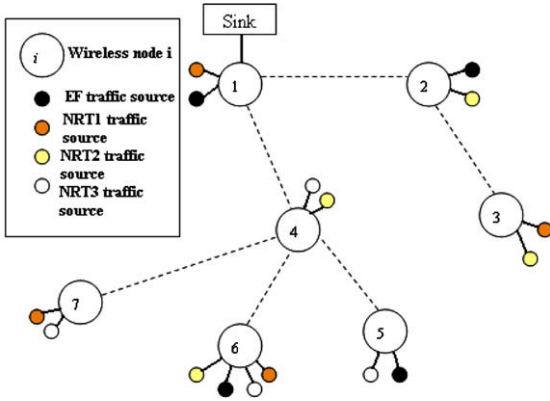 Sink
i
Wireless node i
EF traffic source
NRT1 traffic
source
NRT2 traffic
source
NRT3 traffic
source
1
2
3
4
7
6
5